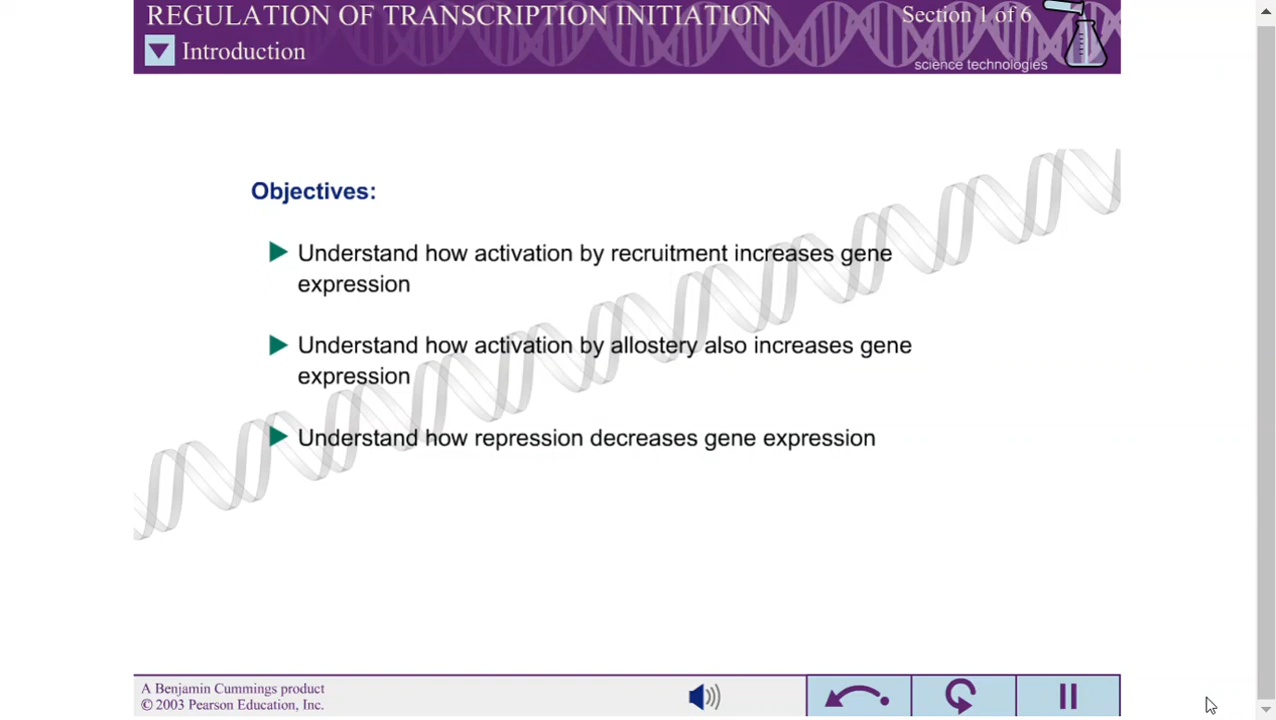 REGULATION OF TRANSCRIPTION INITIATION
Section 1 of 6
Introduction
science technologies
Objectives:
Understand how activation by recruitment increases gene
expression
Understand how activation by allostery also increases gene
expression
Understand how repression decreases gene expression
A Benjamin Cummings product
© 2003 Pearson Education, Inc.